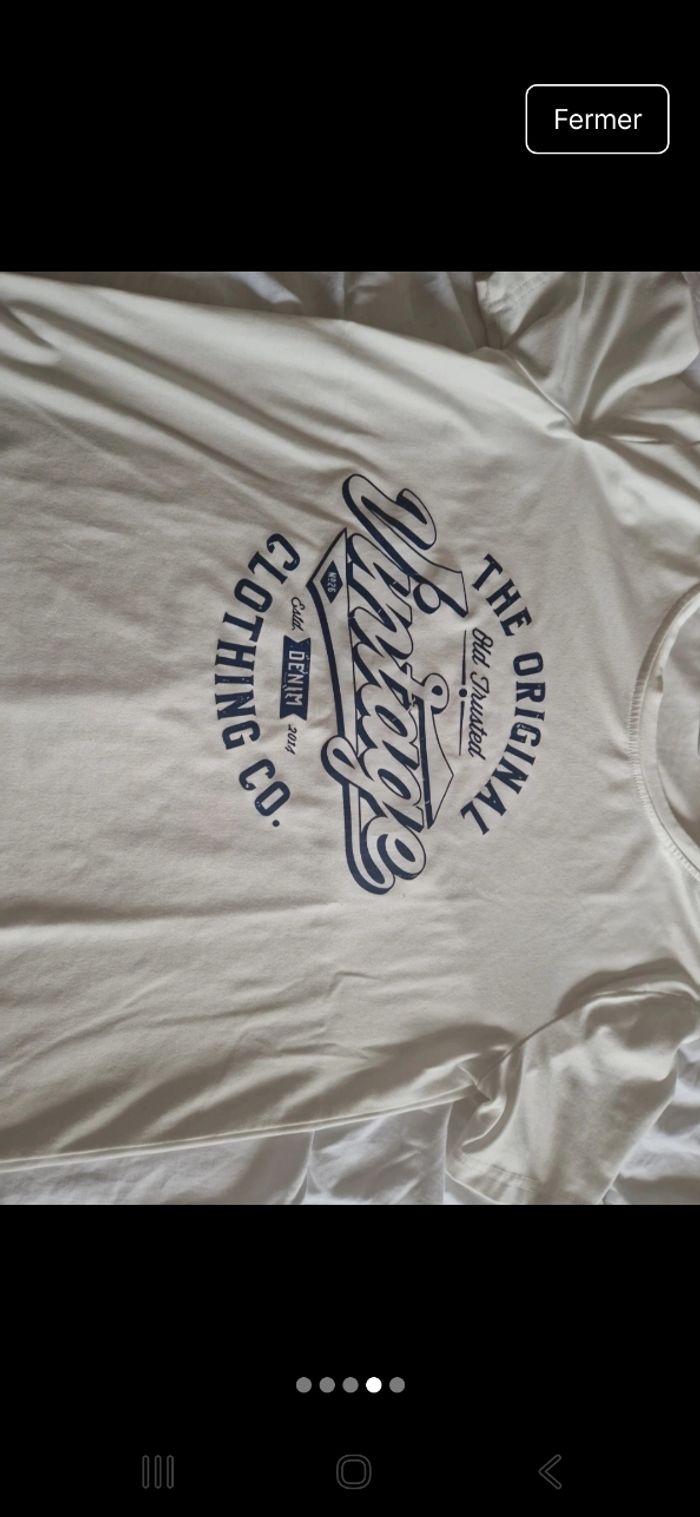 Fermer
THE ORIGINAL
Old Trusted
Vintage
Nº26
Estd. DENIM 2014
CLOTHING CO.